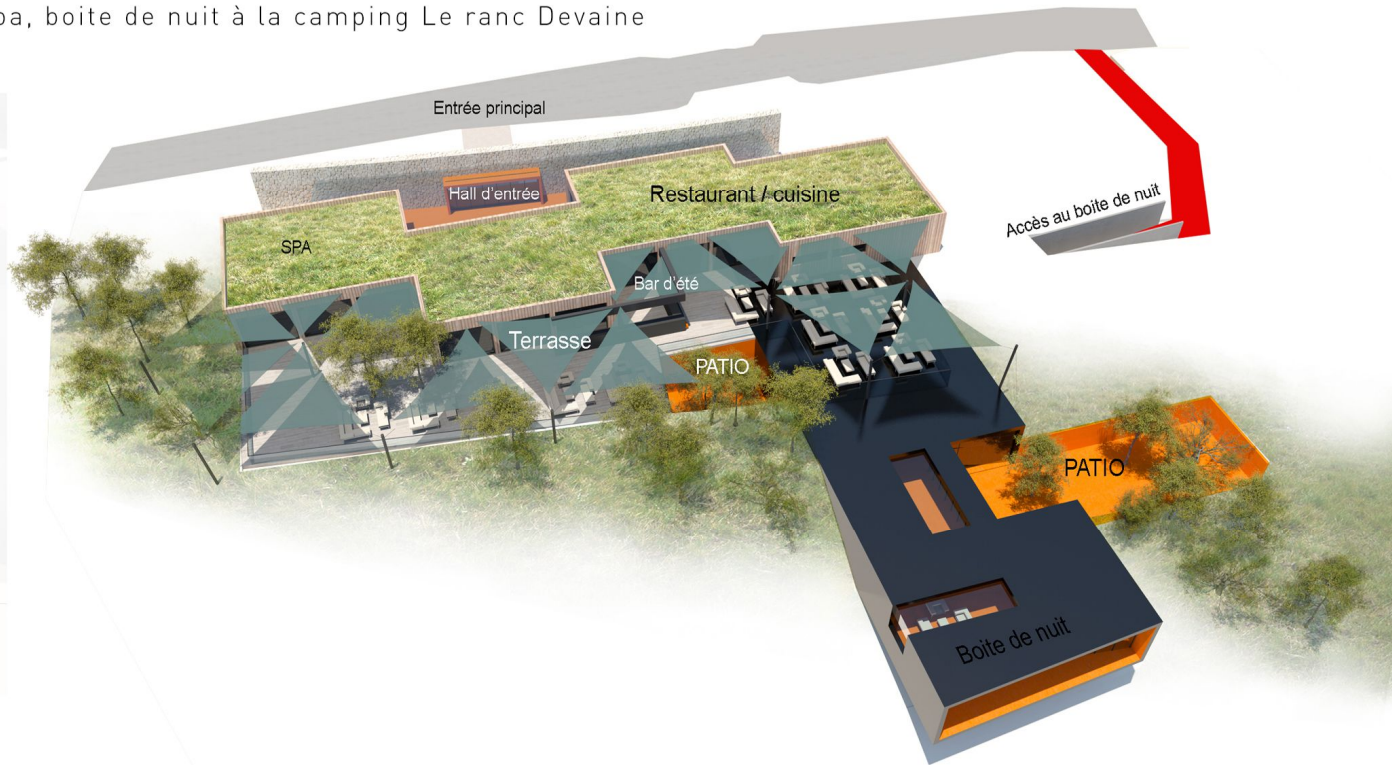 boite de nuit à la camping Le ranc Devaine
Entrée principal
Hall d'entrée
Restaurant / cuisine
Accès au boite de nuit
SPA
Bar d'été
Terrasse
PATIO
PATIO
Boite de nuit